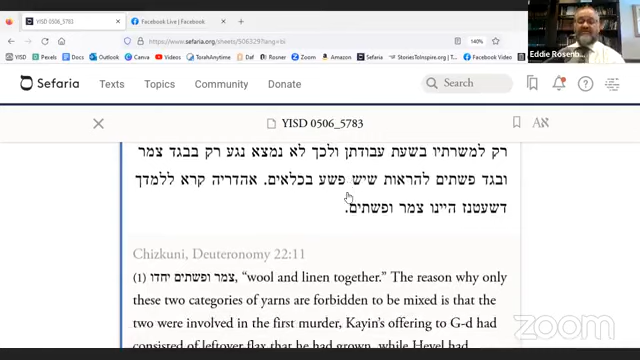 YISD 0506_5783
Facebook Live | Facebook
https://www.sefaria.org/sheets/506329?lang=bi
140%
YISD
Pevels
Docs
WU
TorahAnytime
Daf
Rosner
Zoom
Amazon
Sefaria
StoriesToInspire.org
Facebook Video
Eddie Rosenb...
Sefaria
Texts
Topics
Community
Donate
Search
YISD 0506_5783
רק למשרתיו בשעת עבודתן ולכך לא נמצא נגע רק בבגד צמר
ובגד פשתים להראות שיש פשע בכלאים. אהדריה קרא ללמדך
דשעטנז היינו צמר ופשתים.
Chizkuni, Deuteronomy 22:11
(1) צמר ופשתים יחדו, “wool and linen together.” The reason why only
these two categories of yarns are forbidden to be mixed is that the
two were involved in the first murder, Kayin’s offering to G-d had
consisted of leftover flax that he had grown, while Hevel had
zoom